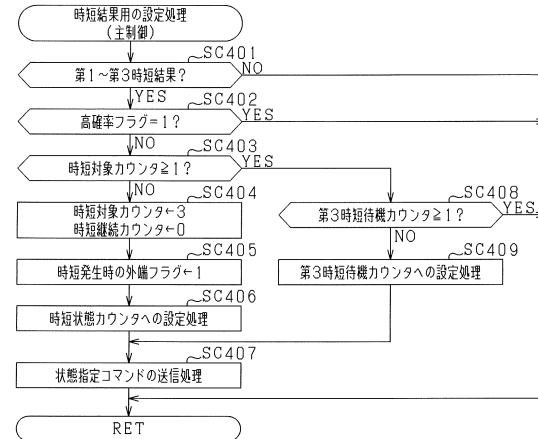 時短結果用の設定処理
(主制御)
SC401
第1~第3時短結果?
NO
YES
SC402
高確率フラグ=1?
YES
NO
SC403
時短対象カウンタ≧1?
YES
NO
SC404
時短対象カウンタ←3
時短継続カウンタ←0
SC408
第3時短待機カウンタ≧1?
YES
NO
SC405
時短発生時の外端フラグ←1
SC409
第3時短待機カウンタへの設定処理
SC406
時短状態カウンタへの設定処理
SC407
状態指定コマンドの送信処理
RET